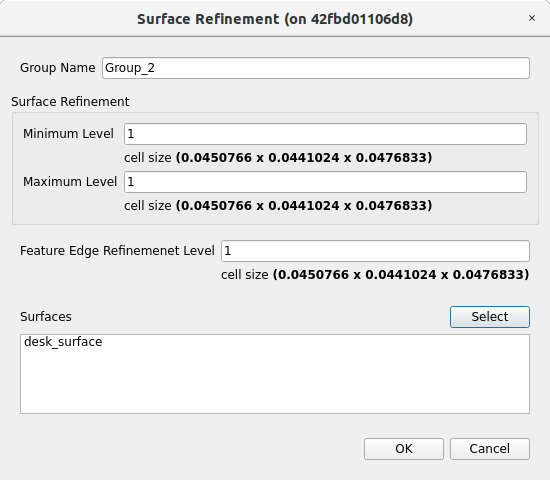 Surface Refinement (on 42fbd01106d8)
×
Group Name Group_2
Surface Refinement
Minimum Level 1
cell size (0.0450766 x 0.0441024 x 0.0476833)
Maximum Level 1
cell size (0.0450766 x 0.0441024 x 0.0476833)
Feature Edge Refinemenet Level 1
cell size (0.0450766 x 0.0441024 x 0.0476833)
Surfaces Select
desk_surface
OK Cancel